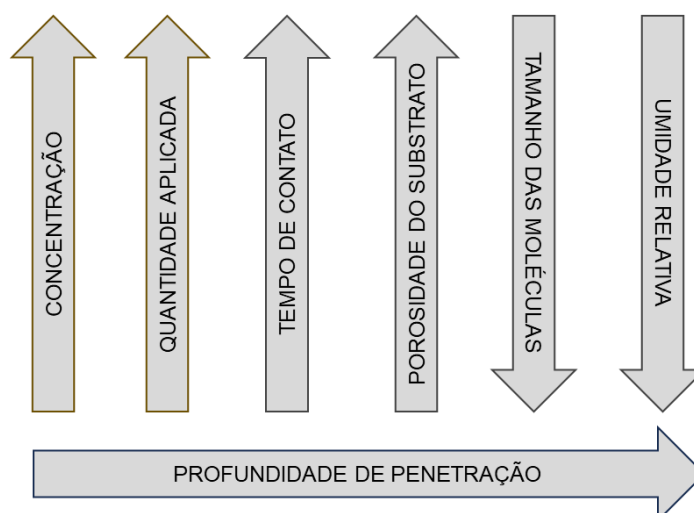 CONCENTRAÇÃO
QUANTIDADE APLICADA
TEMPO DE CONTATO
POROSIDADE DO SUBSTRATO
TAMANHO DAS MOLÉCULAS
UMIDADE RELATIVA
PROFUNDIDADE DE PENETRAÇÃO